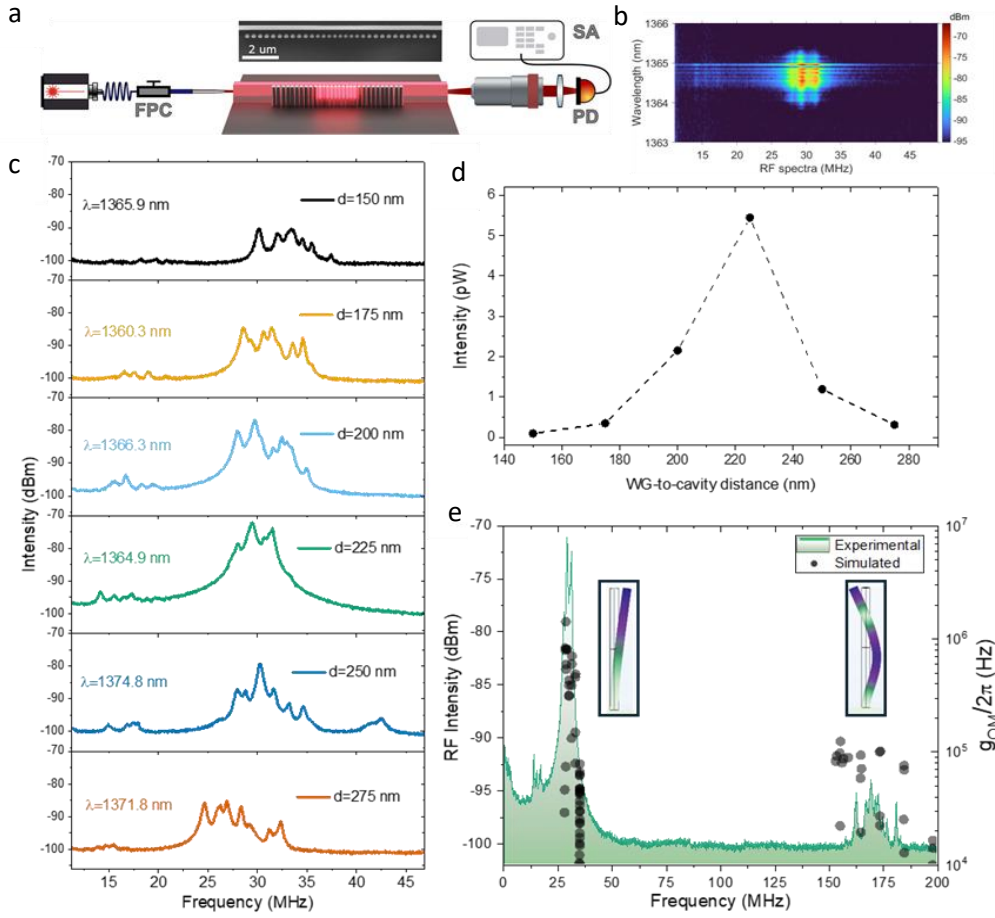 a
SA
2 um
FPC
PD
b
dBm
1366
1365
1364
1363
Wavelength (nm)
-70
-75
-80
-85
-90
-95
15 22 30 37 44
RF spectra (MHz)
c
-70
-80
-90
-100
-70
λ=1365.9 nm
d=150 nm
-80
-90
-100
-70
λ=1360.3 nm
d=175 nm
-80
-90
-100
-70
λ=1366.3 nm
d=200 nm
-80
-90
-100
-70
λ=1364.9 nm
d=225 nm
-80
-90
-100
-70
λ=1374.8 nm
d=250 nm
-80
-90
-100
λ=1371.8 nm
d=275 nm
Intensity (dBm)
15 20 25 30 35 40 45
Frequency (MHz)
d
6
5
4
3
2
1
0
Intensity (pW)
140 160 180 200 220 240 260 280
WG-to-cavity distance (nm)
e
-70
-75
-80
-85
-90
-95
-100
RF Intensity (dBm)
Experimental
Simulated
10⁷
10⁶
10⁵
10⁴
g_OM/2π (Hz)
0 25 50 75 100 125 150 175 200
Frequency (MHz)